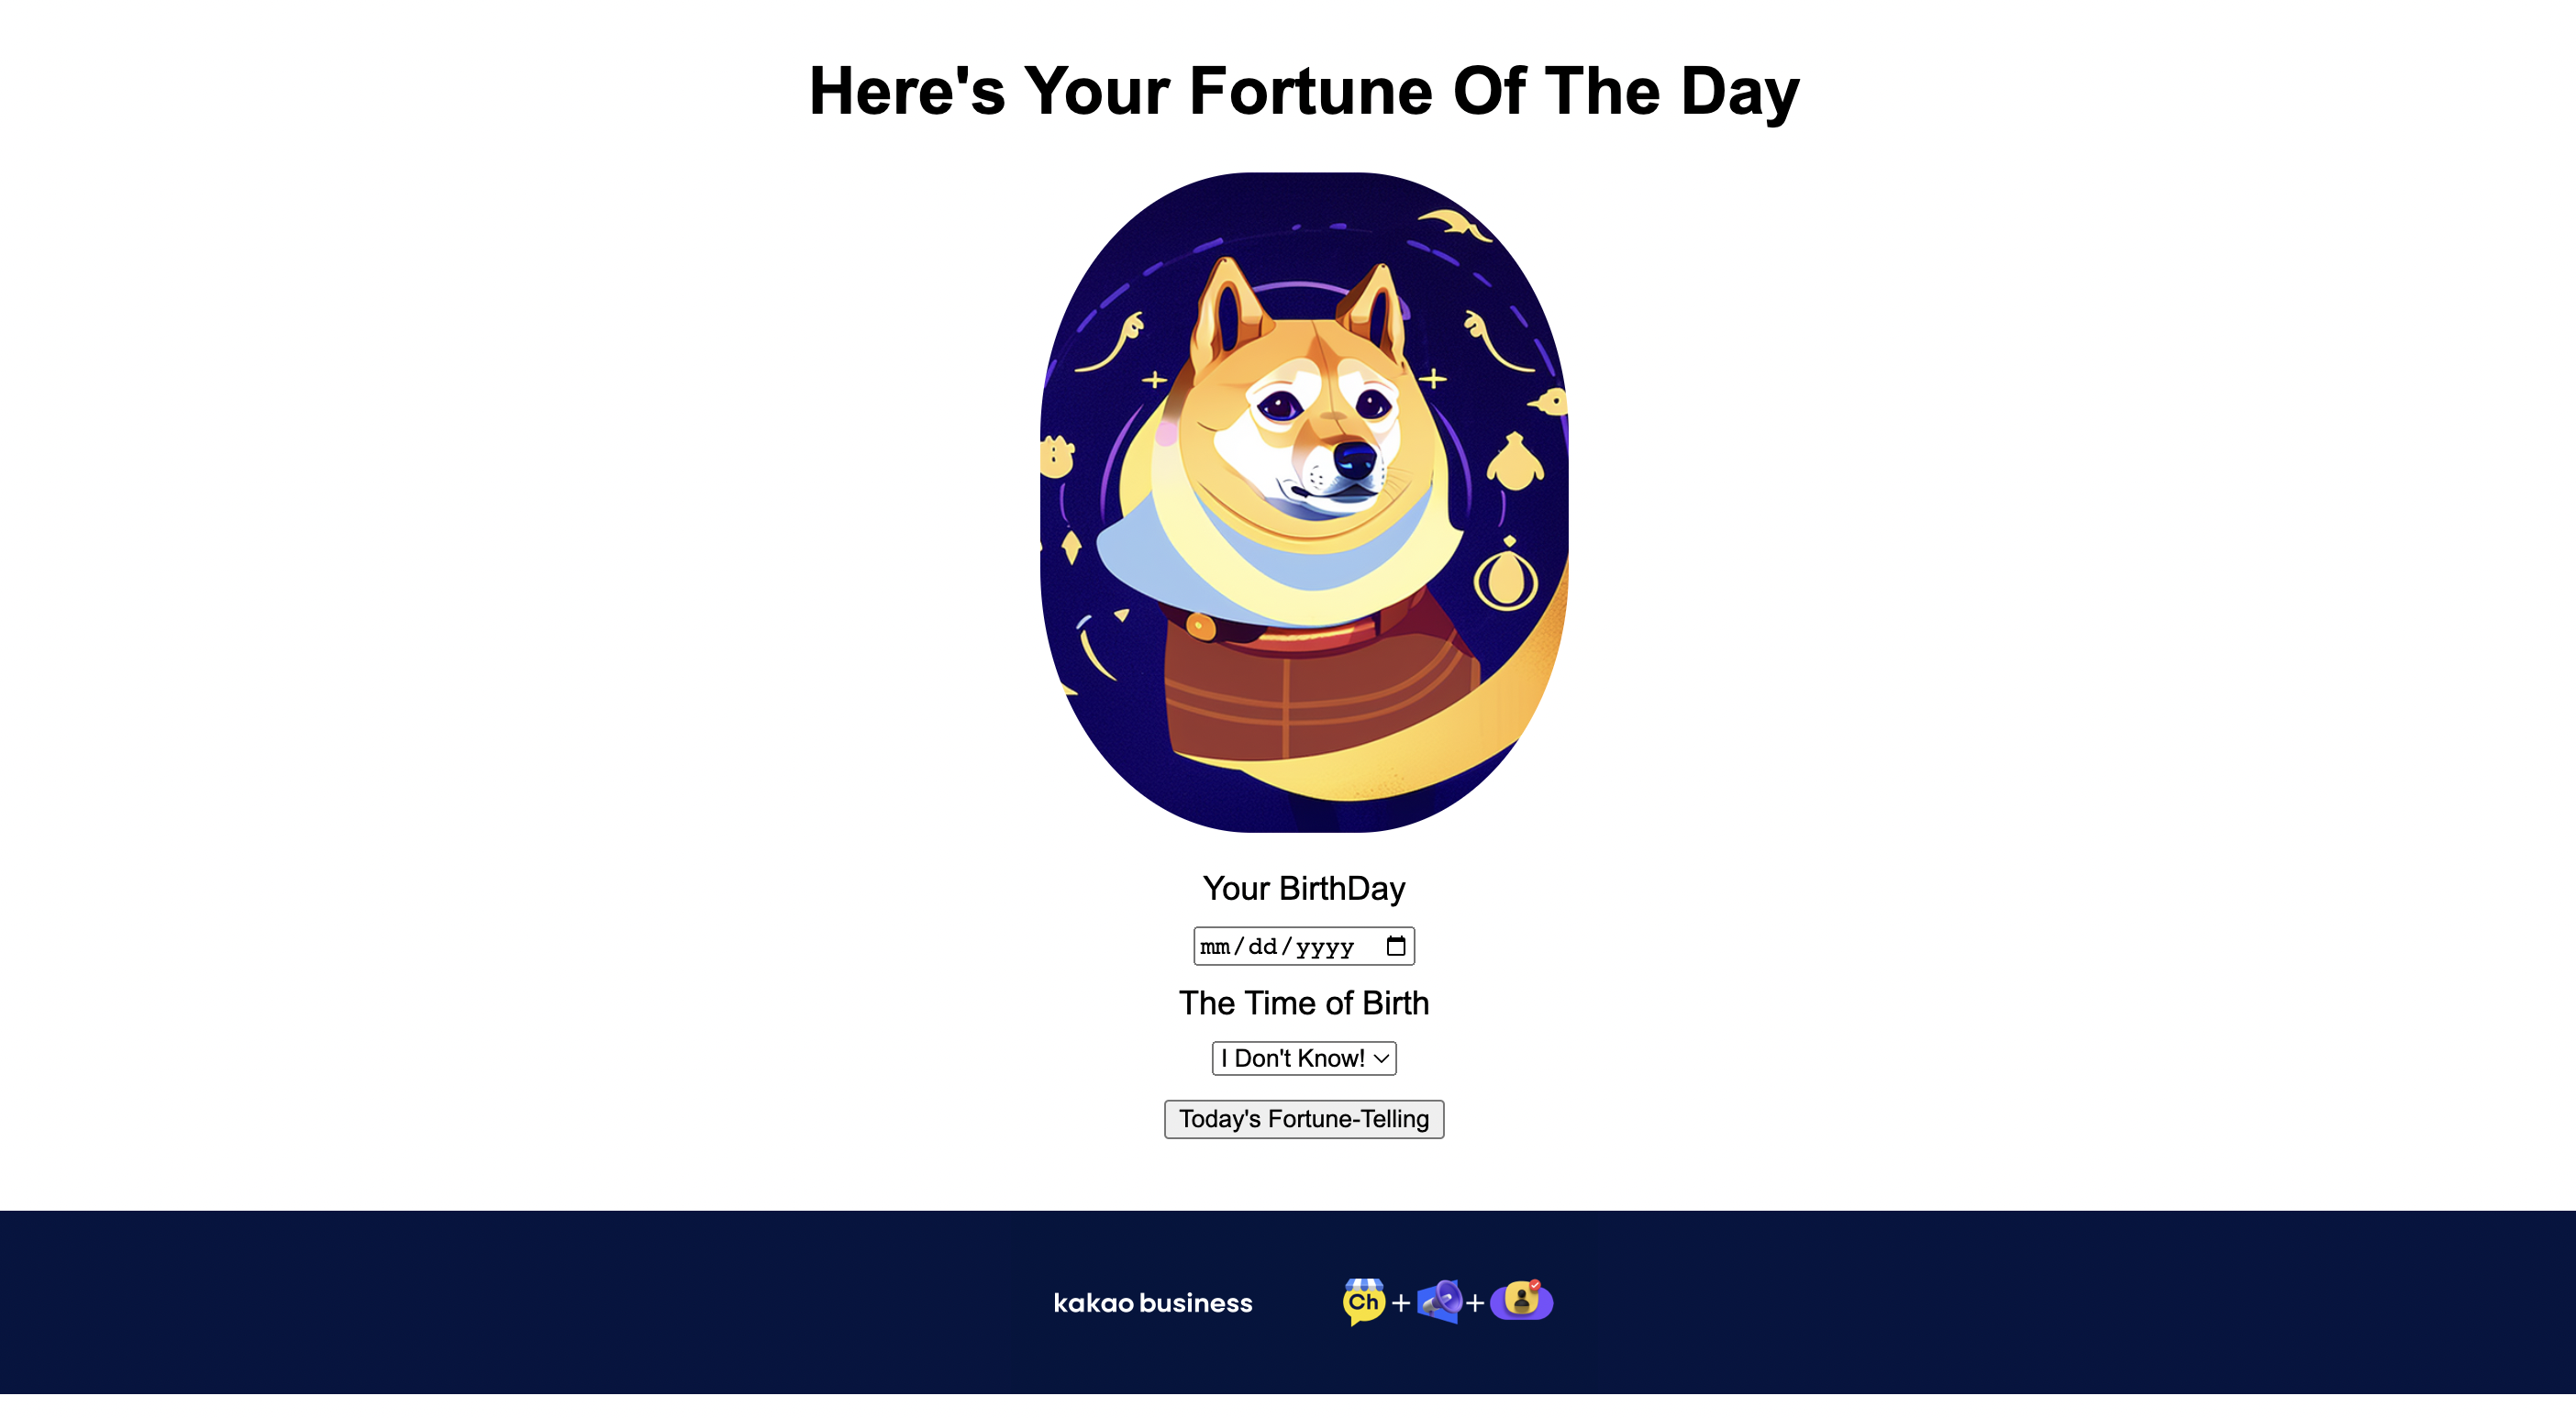 Here's Your Fortune Of The Day
Your BirthDay
mm/dd/yyyy
The Time of Birth
I Don't Know!
Today's Fortune-Telling
kakao business
Ch + +